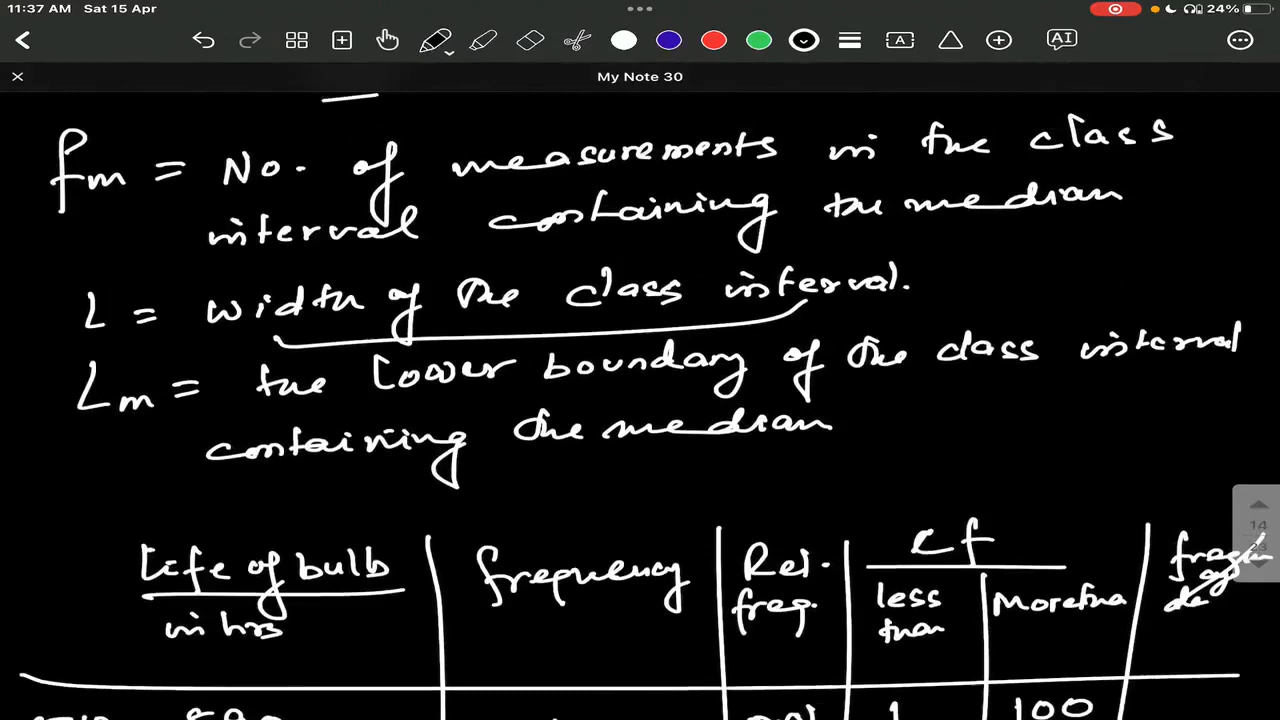 11:37 AM Sat 15 Apr
24%
AI
My Note 30
fm = No. of measurements in the class
interval containing the median
L = width of the class interval.
Lm = the lower boundary of the class interval
containing the median
14
23
Life of bulb
in hrs
frequency
Rel.
freq.
cf
less
than
More than
1
100